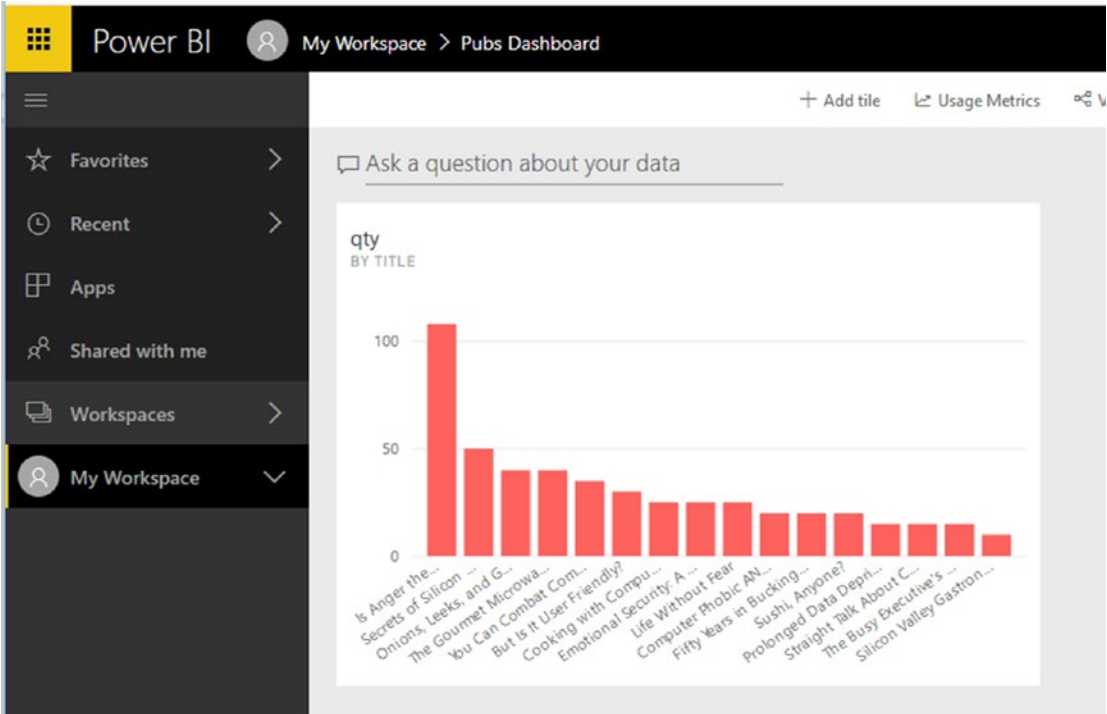 Power BI My Workspace > Pubs Dashboard
+ Add tile Usage Metrics
Favorites
Recent
Apps
Shared with me
Workspaces
My Workspace
Ask a question about your data
qty
BY TITLE
100
50
0
Is Anger the...
Secrets of Silicon ...
Onions, Leeks, and G...
The Gourmet Microwa...
You Can Combat Com...
But Is It User Friendly?
Cooking with Compu...
Emotional Security: A ...
Life Without Fear
Computer Phobic AN...
Fifty Years in Bucking...
Sushi, Anyone?
Prolonged Data Depri...
Straight Talk About C...
The Busy Executive's ...
Silicon Valley Gastron...